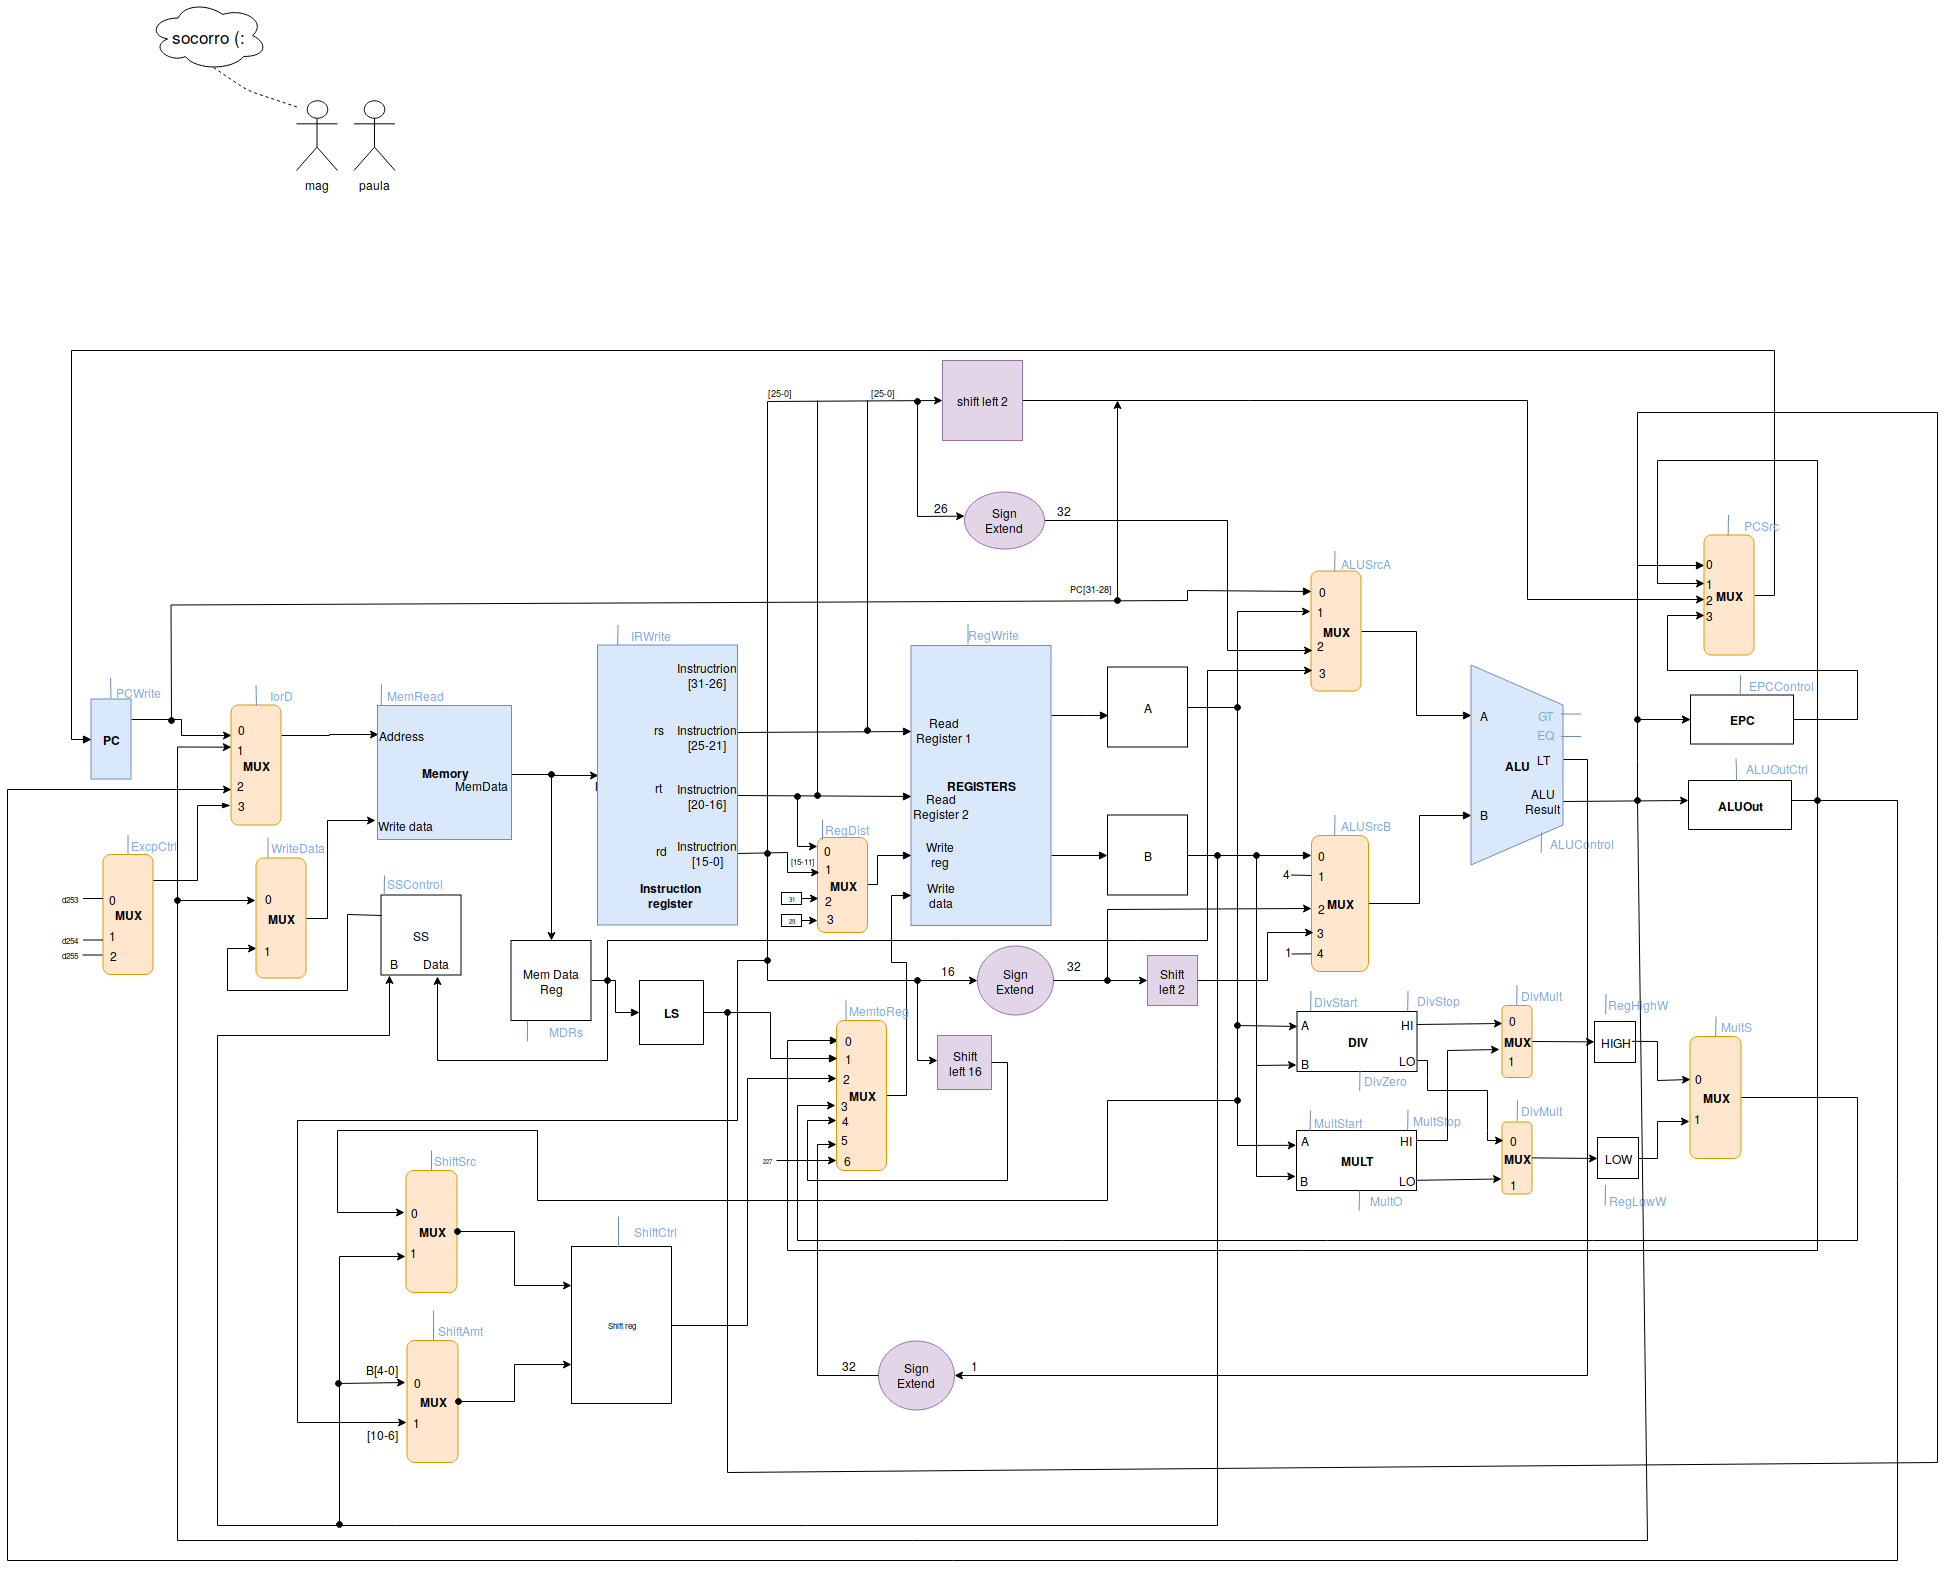 socorro (:
mag
paula
[25-0]
[25-0]
shift left 2
26
Sign
Extend
32
PCSrc
0
1
2
3
MUX
ALUSrcA
0
1
MUX
2
3
PC[31-28]
PCWrite
PC
IorD
0
1
MUX
2
3
MemRead
Address
Memory
MemData
Write data
IRWrite
Instruction
[31-26]
rs
Instruction
[25-21]
rt
Instruction
[20-16]
rd
Instruction
[15-0]
Instruction
register
RegWrite
Read
Register 1
REGISTERS
Read
Register 2
Write
reg
Write
data
A
B
GT
EQ
A
LT
ALU
ALU
Result
B
ALUControl
EPCControl
EPC
ALUOutCtrl
ALUOut
ExcpCtrl
d253
0
MUX
d254
1
d255
2
WriteData
0
MUX
1
SSControl
SS
B
Data
RegDist
0
[15-11]
1
MUX
31
2
29
3
ALUSrcB
0
4
1
2
MUX
3
1
4
Mem Data
Reg
MDRs
LS
16
Sign
Extend
32
Shift
left 2
MemtoReg
0
1
2
MUX
3
4
5
227
6
Shift
left 16
DivStart
DivStop
A
HI
DIV
B
LO
DivZero
DivMult
0
MUX
1
RegHighW
HIGH
MultS
0
MUX
1
MultStart
MultStop
A
HI
MULT
B
LO
MultO
DivMult
0
MUX
1
LOW
RegLowW
ShiftSrc
0
MUX
1
ShiftCtrl
Shift reg
ShiftAmt
B[4-0]
0
MUX
1
[10-6]
32
Sign
Extend
1